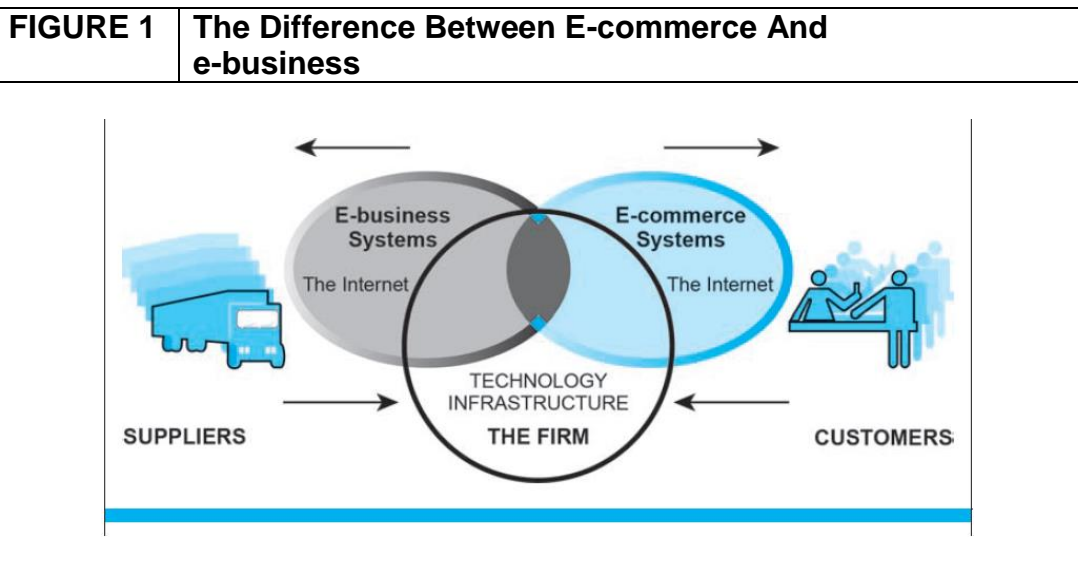 FIGURE 1
The Difference Between E-commerce And
e-business
E-business
Systems
The Internet
E-commerce
Systems
The Internet
TECHNOLOGY
INFRASTRUCTURE
THE FIRM
SUPPLIERS
CUSTOMERS